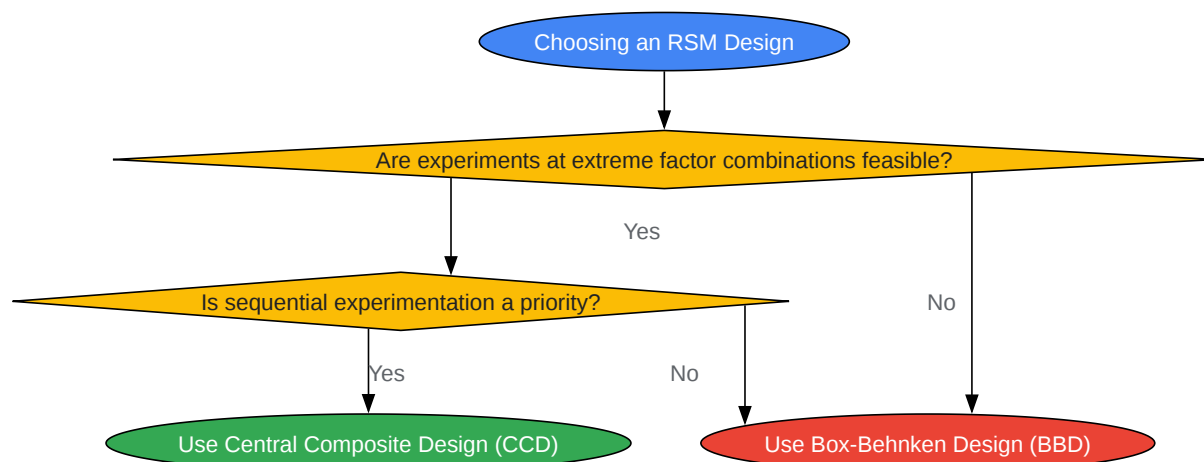 Choosing an RSM Design
Are experiments at extreme factor combinations feasible?
Yes
Is sequential experimentation a priority?
No
Yes
No
Use Central Composite Design (CCD)
Use Box-Behnken Design (BBD)